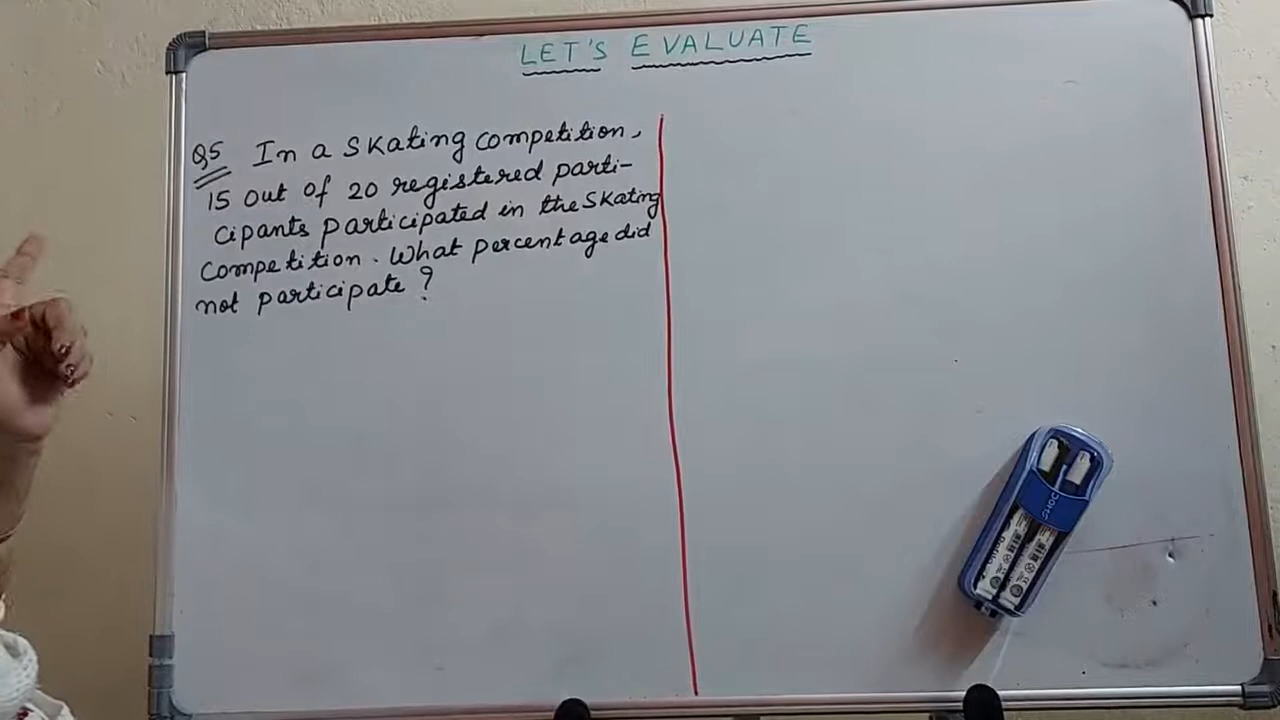 LET'S EVALUATE
Q5 In a Skating competition,
15 out of 20 registered parti-
cipants participated in the Skating
Competition. What percentage did
not participate?